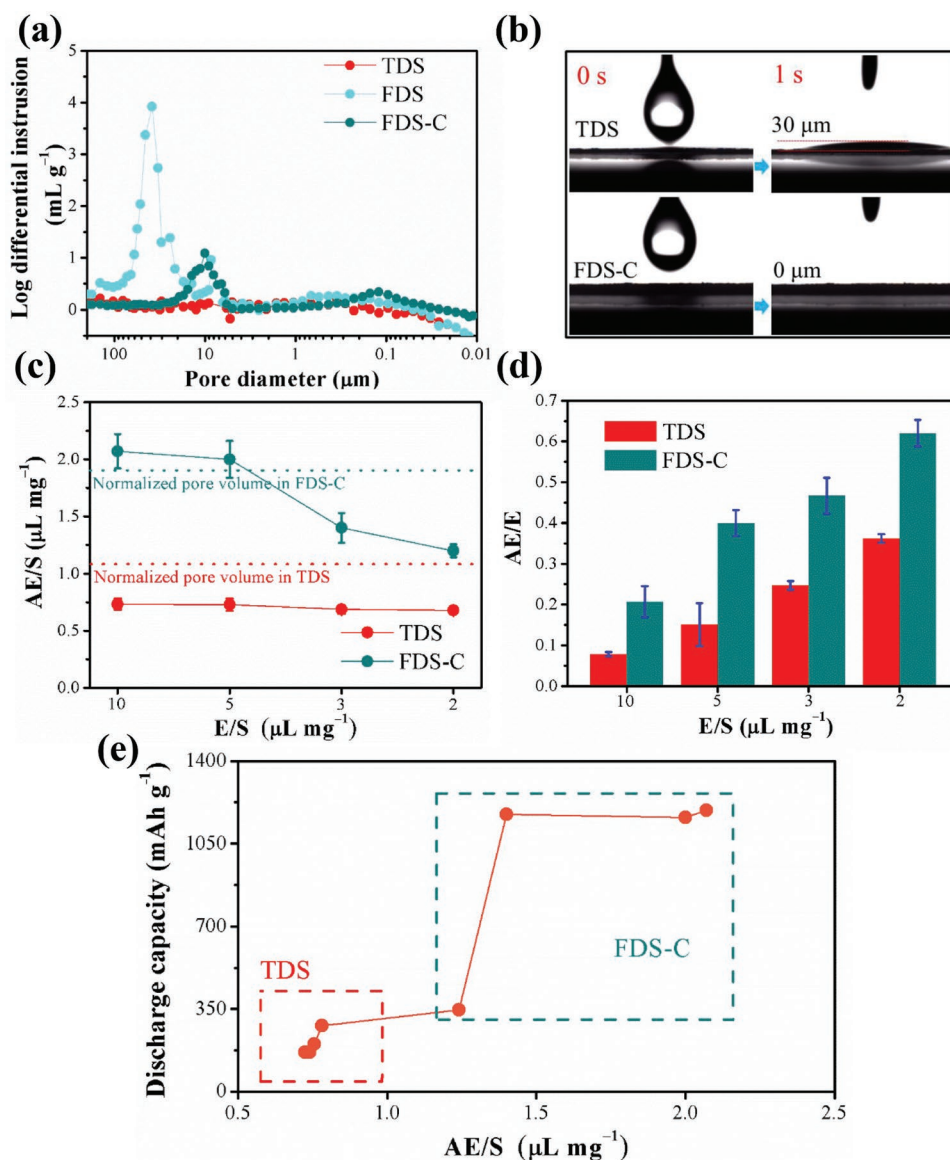 (a)
Log differential instrusion
(mL g⁻¹)
5
4
3
2
1
0
TDS
FDS
FDS-C
100
10
1
0.1
0.01
Pore diameter (μm)
(b)
0 s
1 s
TDS
30 μm
FDS-C
0 μm
(c)
AE/S (μL mg⁻¹)
2.5
2.0
1.5
1.0
0.5
0.0
Normalized pore volume in FDS-C
Normalized pore volume in TDS
TDS
FDS-C
10
5
3
2
E/S (μL mg⁻¹)
(d)
AE/E
0.7
0.6
0.5
0.4
0.3
0.2
0.1
0.0
TDS
FDS-C
10
5
3
2
E/S (μL mg⁻¹)
(e)
Discharge capacity (mAh g⁻¹)
1400
1050
700
350
0
TDS
FDS-C
0.5
1.0
1.5
2.0
2.5
AE/S (μL mg⁻¹)